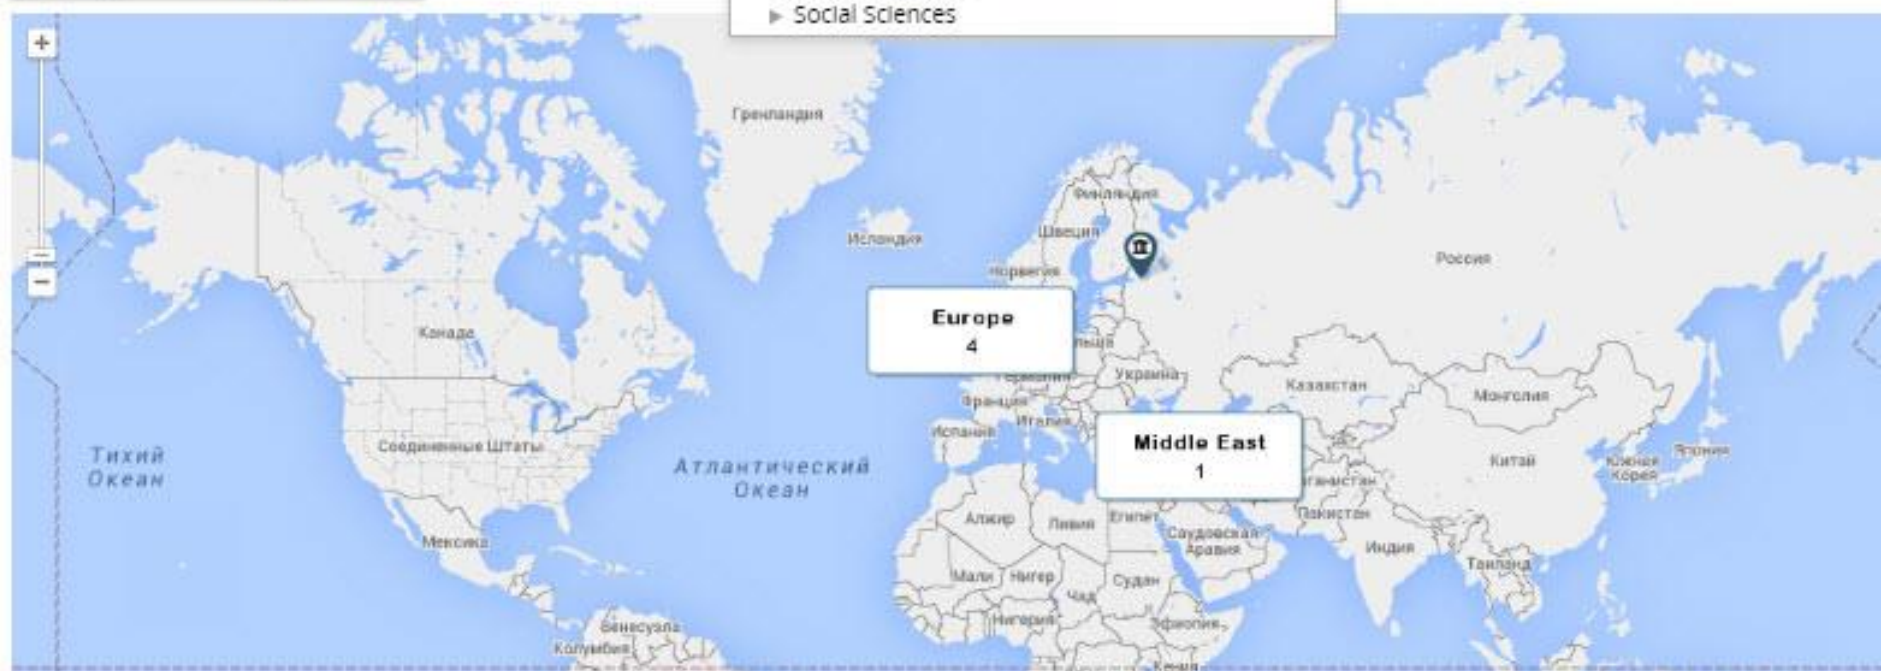 Social Sciences
Гренландия
Финляндия
Швеция
Исландия
Норвегия
Россия
Europe
4
Канада
Украина
Казахстан
Монголия
Франция
Италия
Испания
Middle East
1
Соединенные Штаты
Тихий
Океан
Атлантический
Океан
Китай
Южная
Корея
Япония
Пакистан
Алжир
Ливия
Египет
Саудовская
Аравия
Индия
Мексика
Таиланд
Мали
Нигер
Чад
Судан
Нигерия
Эфиопия
Венесуэла
Колумбия
Кения